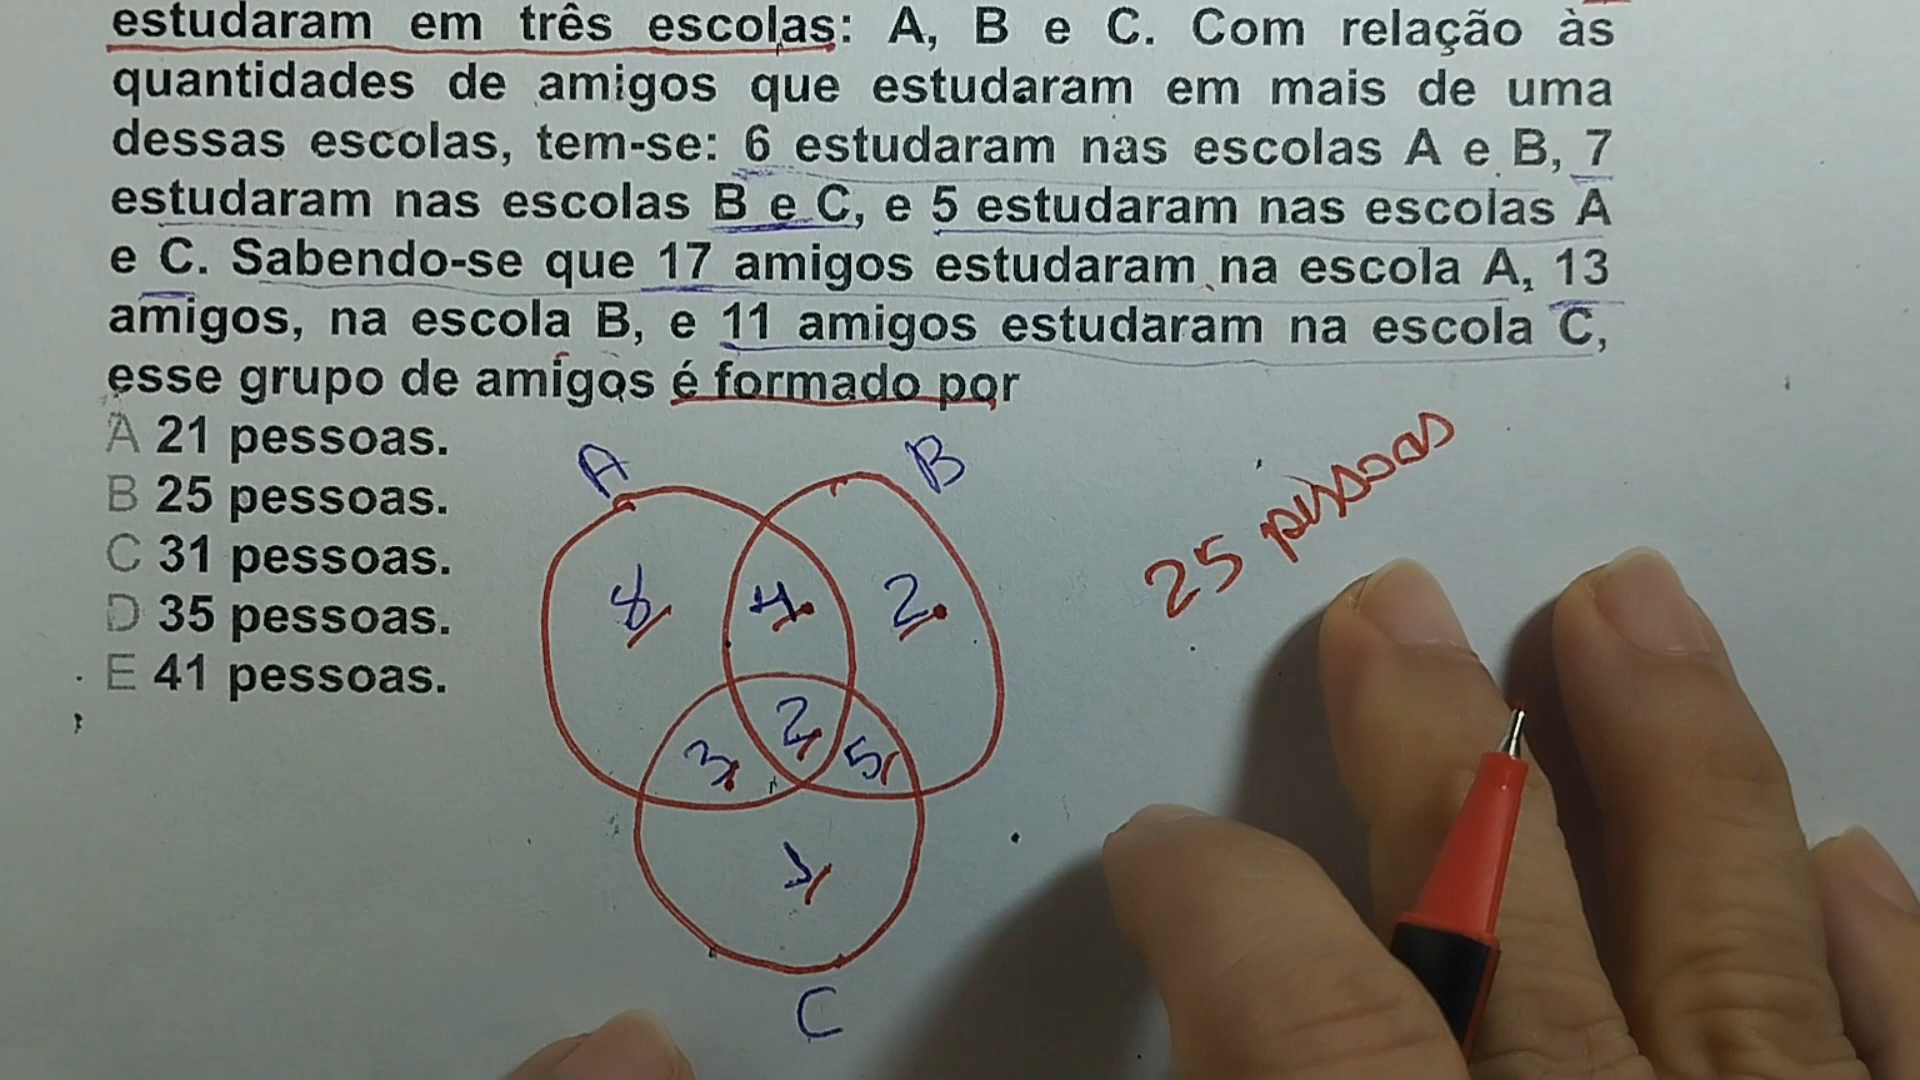 estudaram em três escolas: A, B e C. Com relação às
quantidades de amigos que estudaram em mais de uma
dessas escolas, tem-se: 6 estudaram nas escolas A e B, 7
estudaram nas escolas B e C, e 5 estudaram nas escolas A
e C. Sabendo-se que 17 amigos estudaram na escola A, 13
amigos, na escola B, e 11 amigos estudaram na escola C,
esse grupo de amigos é formado por
A 21 pessoas.
B 25 pessoas.
C 31 pessoas.
D 35 pessoas.
E 41 pessoas.
A B
25 pessoas
8 4 2
3 2 5
1
C